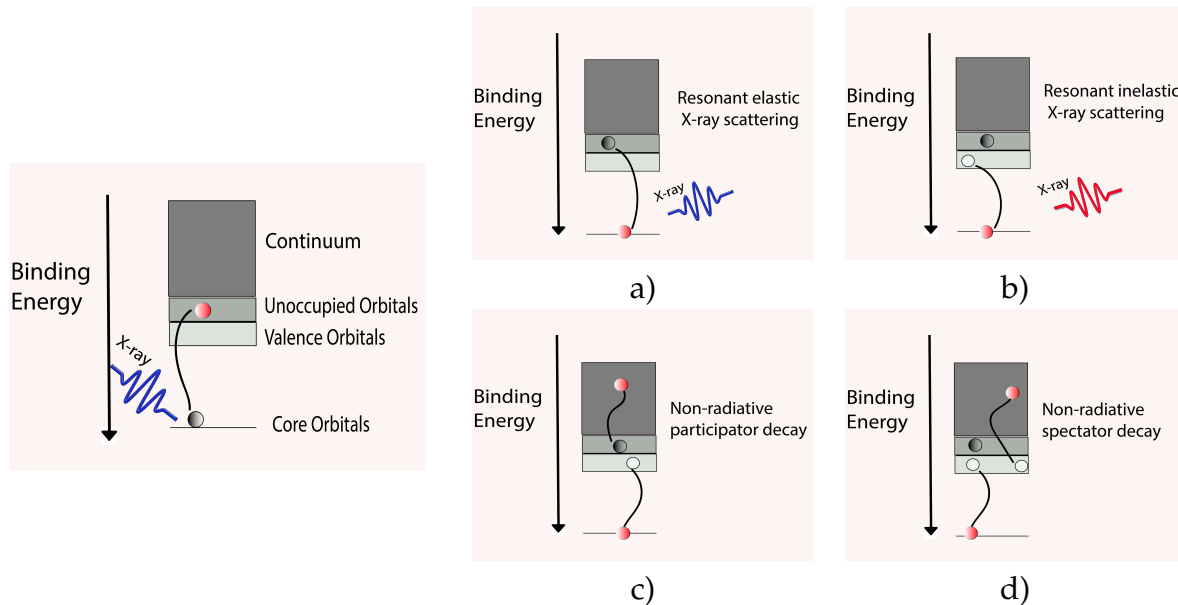 Binding
Energy
Continuum
Unoccupied Orbitals
Valence Orbitals
X-ray
Core Orbitals
Binding
Energy
Resonant elastic
X-ray scattering
X-ray
a)
Binding
Energy
Resonant inelastic
X-ray scattering
X-ray
b)
Binding
Energy
Non-radiative
participator decay
c)
Binding
Energy
Non-radiative
spectator decay
d)